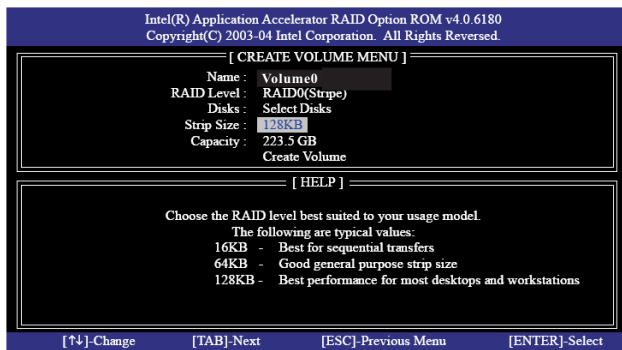 Intel(R) Application Accelerator RAID Option ROM v4.0.6180
Copyright(C) 2003-04 Intel Corporation. All Rights Reversed.
[ CREATE VOLUME MENU ]
Name : Volume0
RAID Level : RAID0(Stripe)
Disks : Select Disks
Strip Size : 128KB
Capacity : 223.5 GB
Create Volume
[ HELP ]
Choose the RAID level best suited to your usage model.
The following are typical values:
16KB - Best for sequential transfers
64KB - Good general purpose strip size
128KB - Best performance for most desktops and workstations
[↑↓]-Change [TAB]-Next [ESC]-Previous Menu [ENTER]-Select